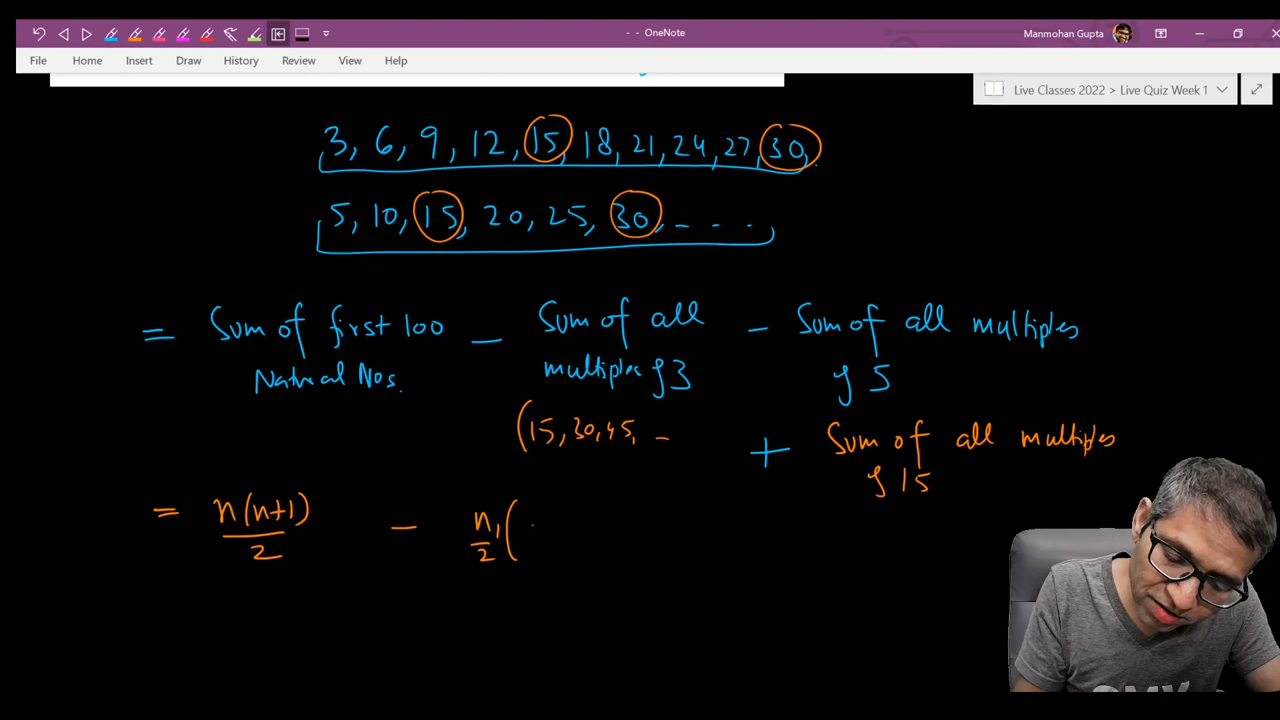 - - OneNote
Manmohan Gupta
File Home Insert Draw History Review View Help
Live Classes 2022 > Live Quiz Week 1
3, 6, 9, 12, 15, 18, 21, 24, 27, 30,
5, 10, 15, 20, 25, 30, - - - .
= Sum of first 100 - Sum of all - Sum of all multiples
Natural Nos. multiples of 3 of 5
(15, 30, 45, - + Sum of all multiples
of 15
= n(n+1)/2 - n₁/2 (